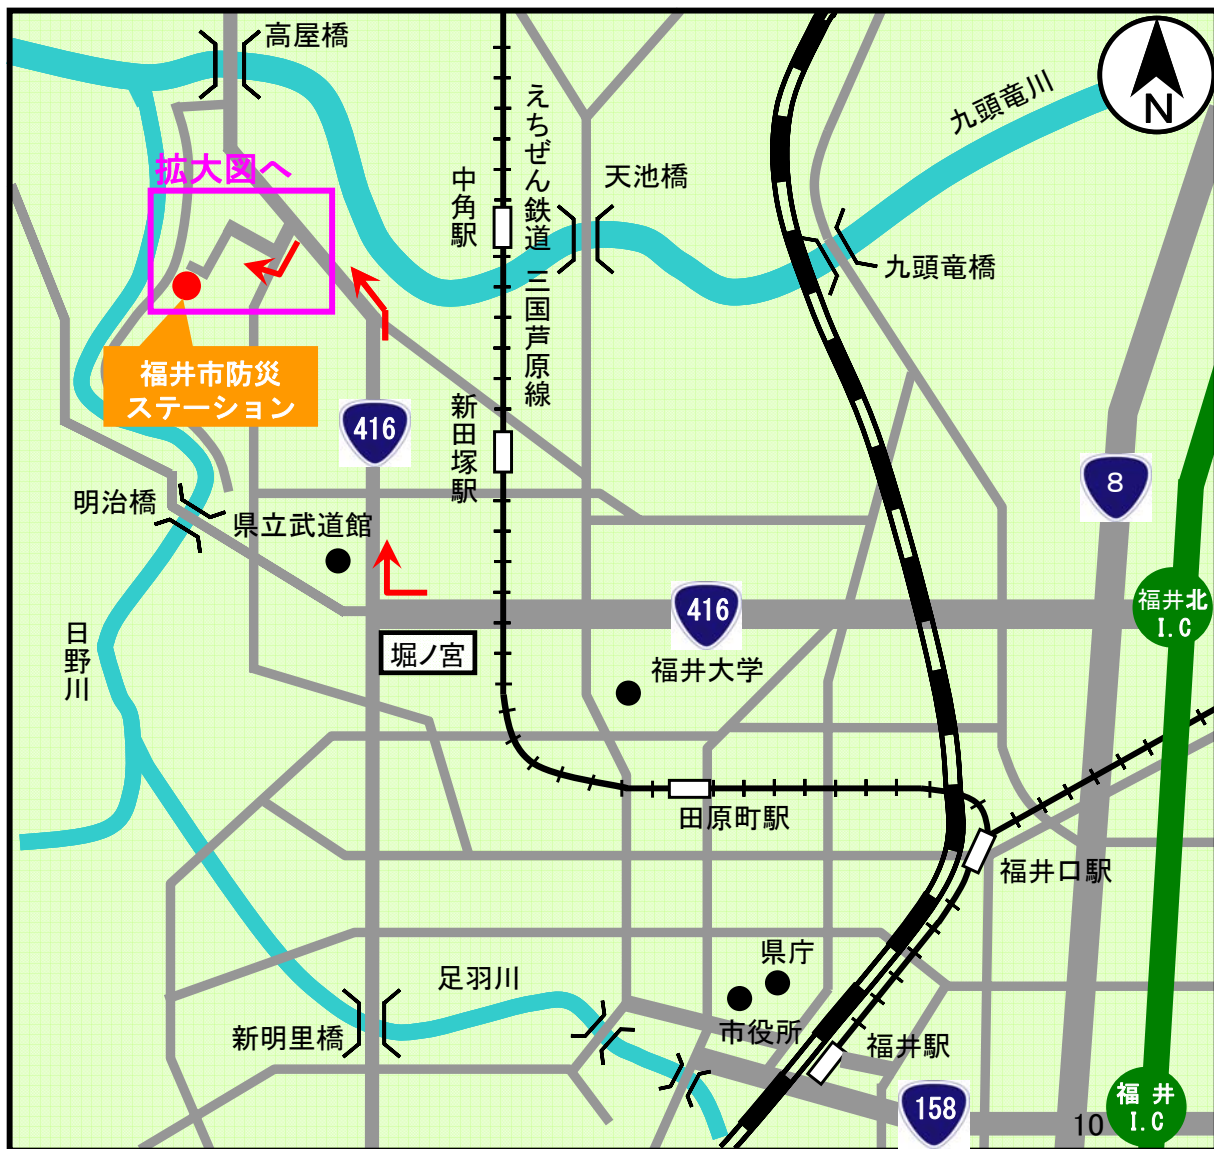 高屋橋
N
九頭竜川
えちぜん鉄道 三国芦原線
拡大図へ
中角駅
天池橋
九頭竜橋
福井市防災
ステーション
416
新田塚駅
8
明治橋
県立武道館
416
福井北
I.C
日野川
堀ノ宮
福井大学
田原町駅
福井口駅
県庁
足羽川
市役所
新明里橋
福井駅
158
福井
I.C
10